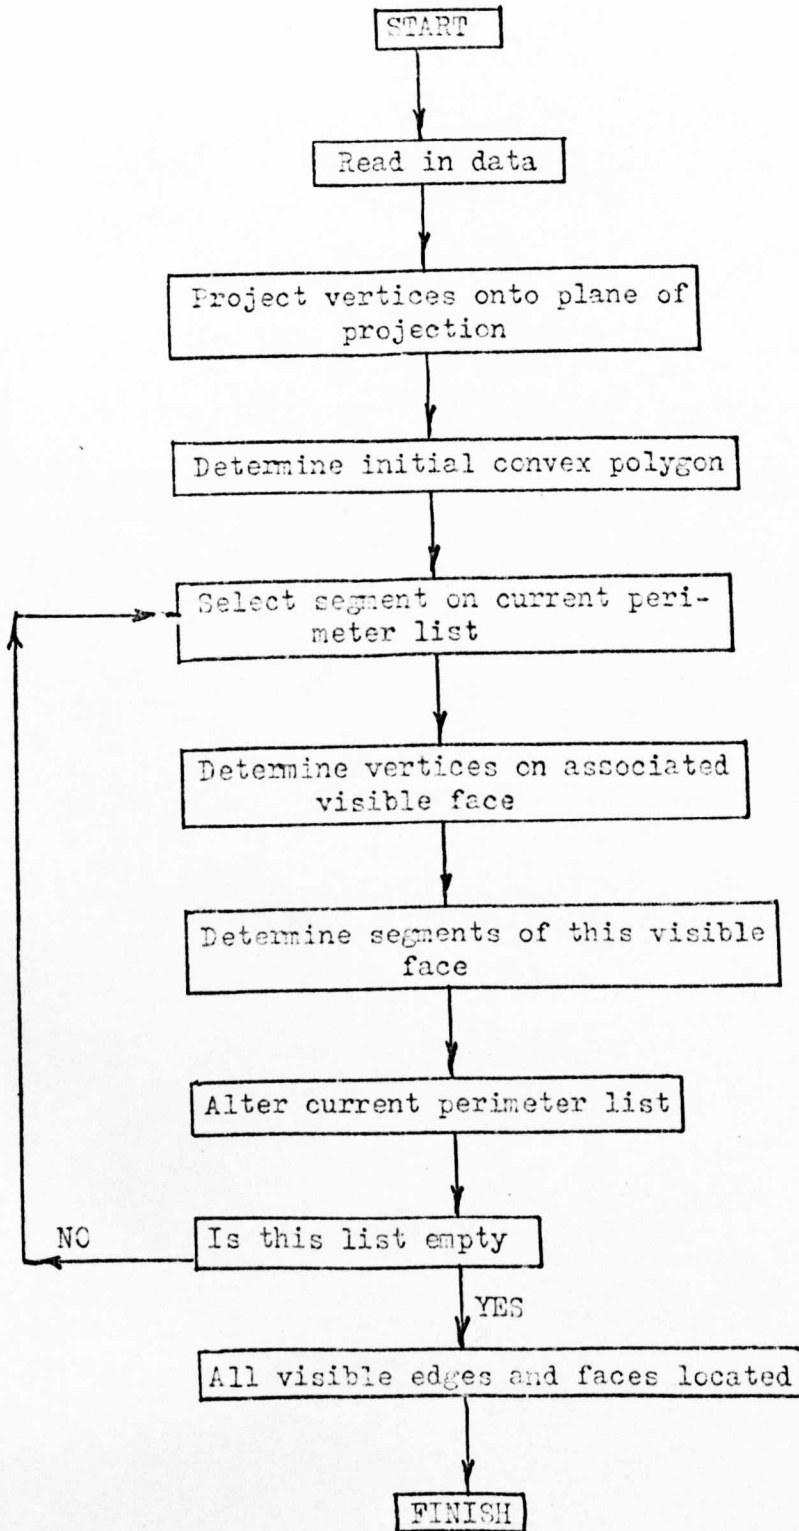 START
Read in data
Project vertices onto plane of
projection
Determine initial convex polygon
Select segment on current peri-
meter list
Determine vertices on associated
visible face
Determine segments of this visible
face
Alter current perimeter list
NO
Is this list empty
YES
All visible edges and faces located
FINISH